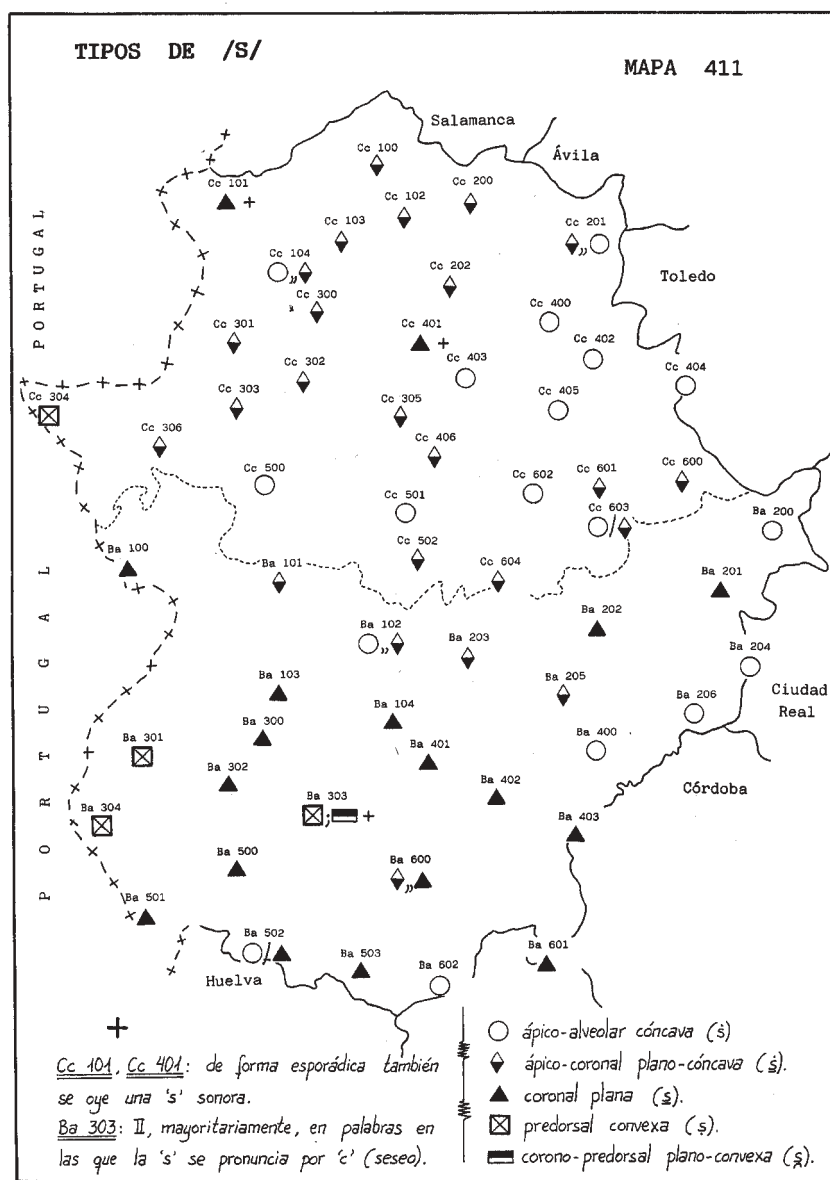 TIPOS DE /S/
MAPA 411
Salamanca
Ávila
Cc 100
Cc 101
+
Cc 200
Cc 102
Cc 103
Cc 201
,,
PORTUGAL
Cc 104
,,
Toledo
Cc 202
Cc 300
Cc 400
Cc 301
Cc 401
+
Cc 402
Cc 302
Cc 403
Cc 404
Cc 304
Cc 303
Cc 305
Cc 405
Cc 306
Cc 406
Cc 500
Cc 602
Cc 601
Cc 600
Cc 501
Cc 603
/
Ba 200
Cc 502
Ba 100
Ba 101
Cc 604
Ba 201
PORTUGAL
Ba 202
Ba 102
,,
Ba 203
Ba 204
Ba 103
Ba 205
Ciudad
Real
Ba 104
Ba 206
Ba 300
Ba 301
Ba 400
Ba 401
Ba 302
Ba 402
Córdoba
Ba 303
; +
Ba 304
Ba 403
Ba 500
Ba 600
,,
Ba 501
Ba 502
/
Ba 503
Ba 601
Ba 602
Huelva
+
Cc 101, Cc 401: de forma esporádica también
se oye una 's' sonora.
Ba 303: II, mayoritariamente, en palabras en
las que la 's' se pronuncia por 'c' (seseo).
ápico-alveolar cóncava (ṡ)
ápico-coronal plano-cóncava (ṩ).
coronal plana (s̱).
predorsal convexa (ș).
corono-predorsal plano-convexa (s̭).